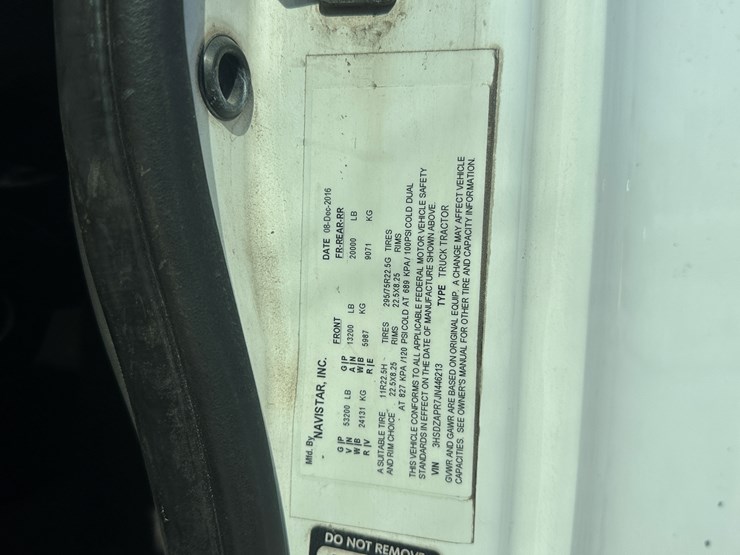 Mfd. By NAVISTAR, INC. DATE 08-Dec-2016
FRONT FR-REAR-RR
G|P 53200 LB G|P 13200 LB 20000 LB
V|N A|N
W|B 24131 KG W|B 5987 KG 9071 KG
R|V R|E
A SUITABLE TIRE 11R22.5H TIRES 295/75R22.5G TIRES
AND RIM CHOICE 22.5X8.25 RIMS 22.5X8.25 RIMS
AT 827 KPA/120 PSI COLD AT 689 KPA/100PSI COLD DUAL
THIS VEHICLE CONFORMS TO ALL APPLICABLE FEDERAL MOTOR VEHICLE SAFETY
STANDARDS IN EFFECT ON THE DATE OF MANUFACTURE SHOWN ABOVE.
VIN 3HSDZAPR7JN446213 TYPE TRUCK TRACTOR
GVWR AND GAWR ARE BASED ON ORIGINAL EQUIP. A CHANGE MAY AFFECT VEHICLE
CAPACITIES. SEE OWNER'S MANUAL FOR OTHER TIRE AND CAPACITY INFORMATION.
DO NOT REMOVE